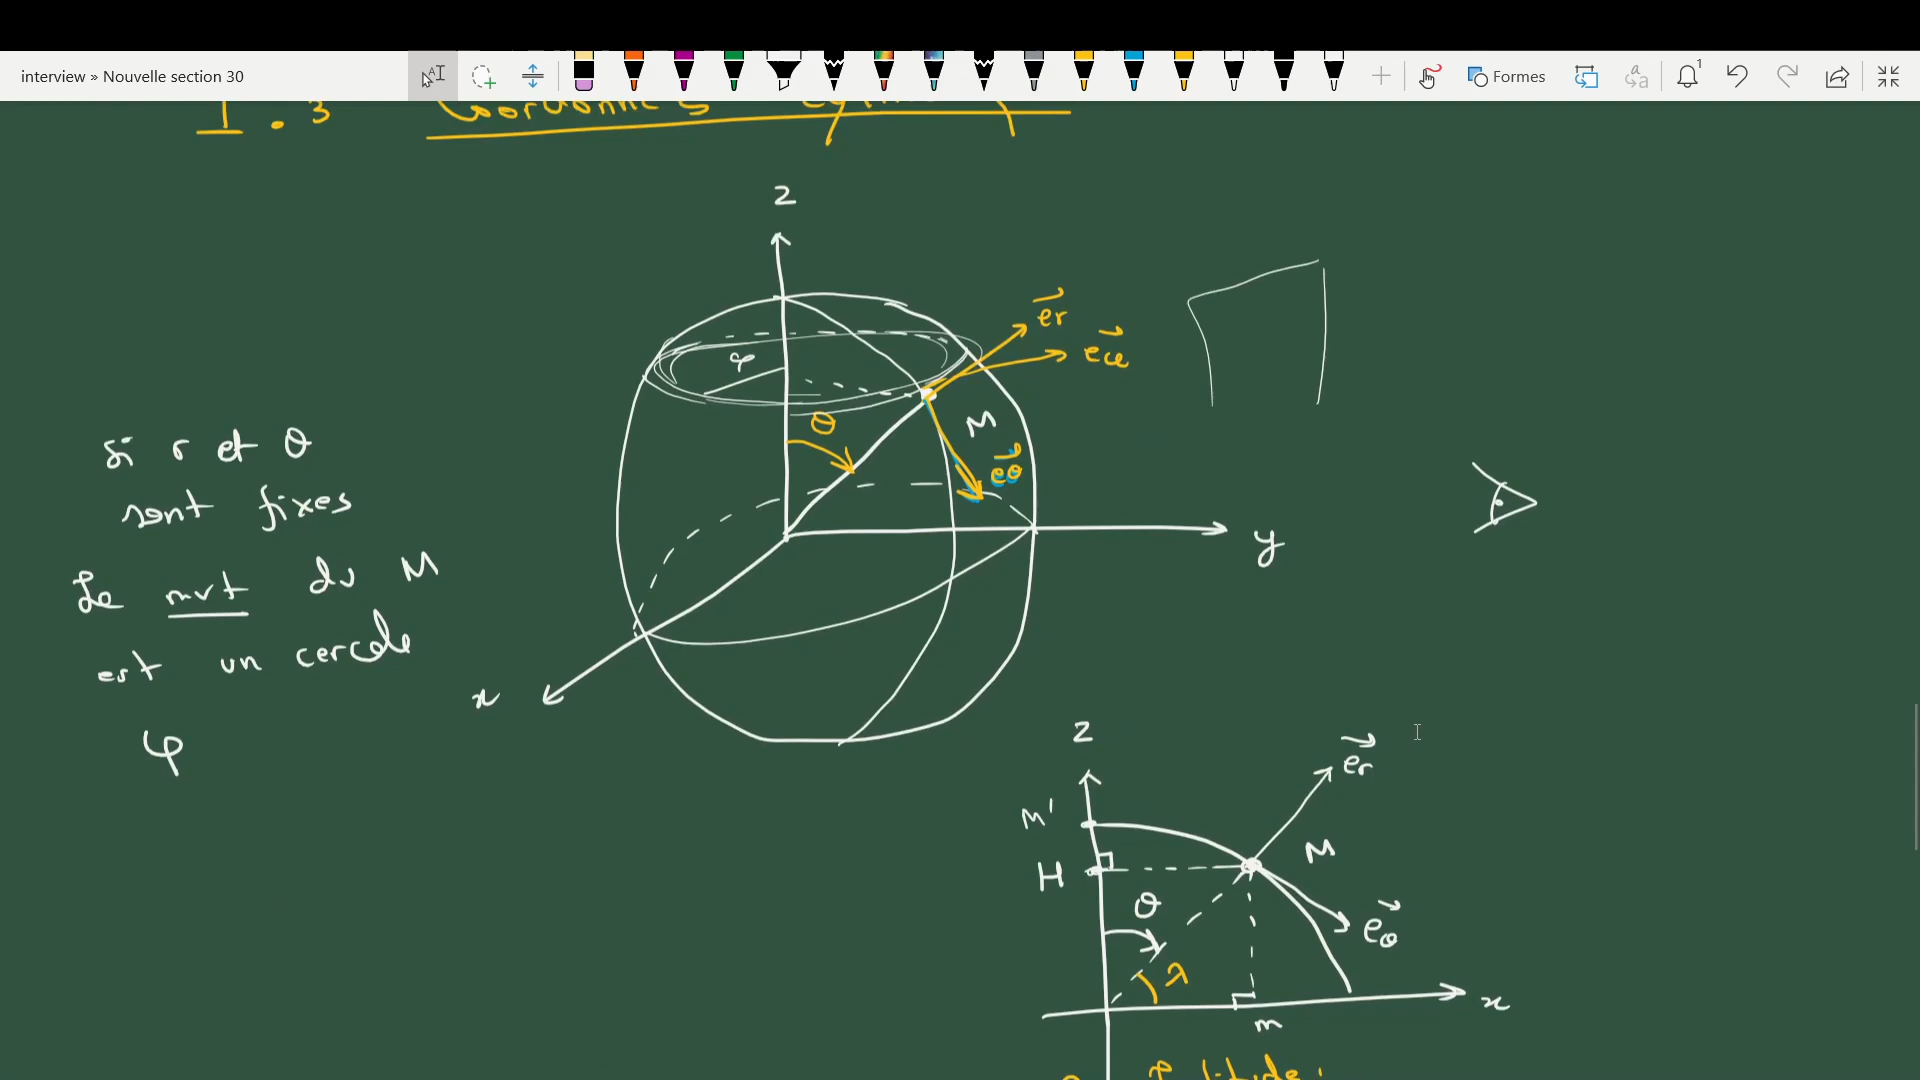 interview » Nouvelle section 30
Formes
1
I.3
z
φ
θ
er
eφ
M
eθ
y
x
si r et θ
sont fixes
Le mvt du M
est un cercle
φ
z
M'
H
θ
λ
er
M
eθ
x
m